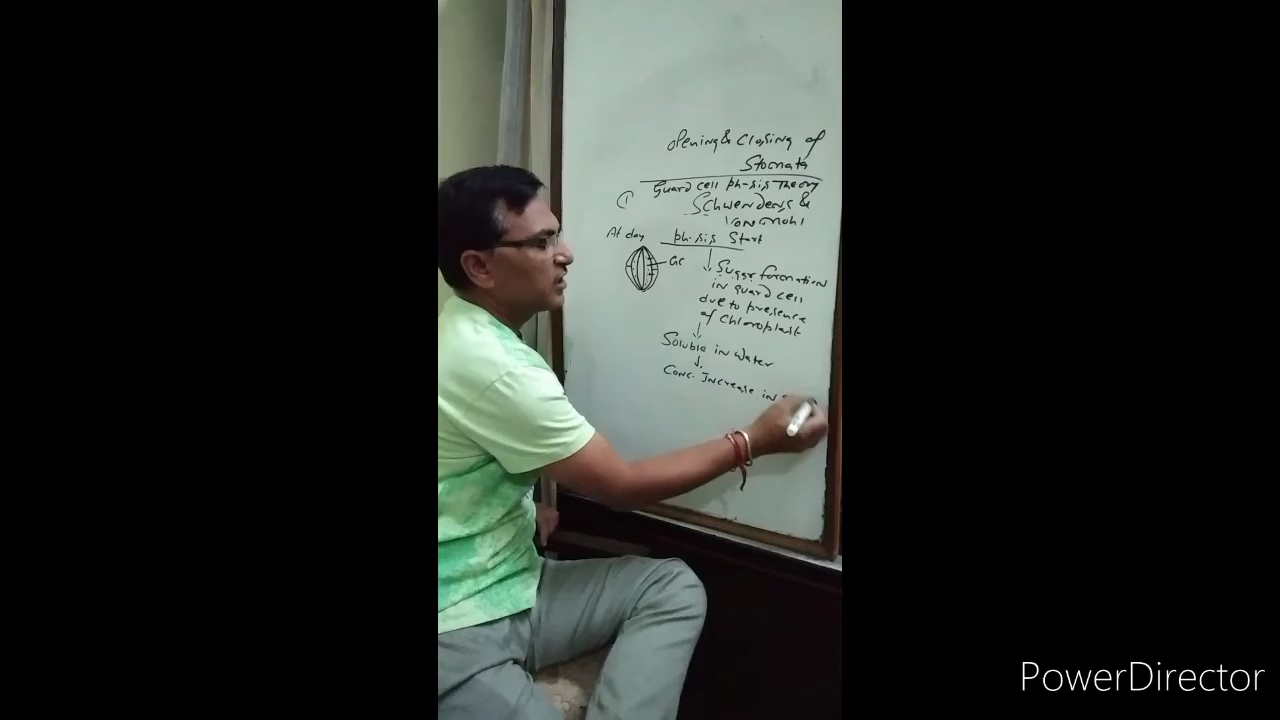 Opening & Closing of
Stomata
Guard cell ph-sis Theory
(1
Schwendens &
Von Mohl
At day
ph-sis Start
GC
Sugar formation
in guard cell
due to presence
of Chloroplast
Soluble in water
Conc. Increase in
PowerDirector